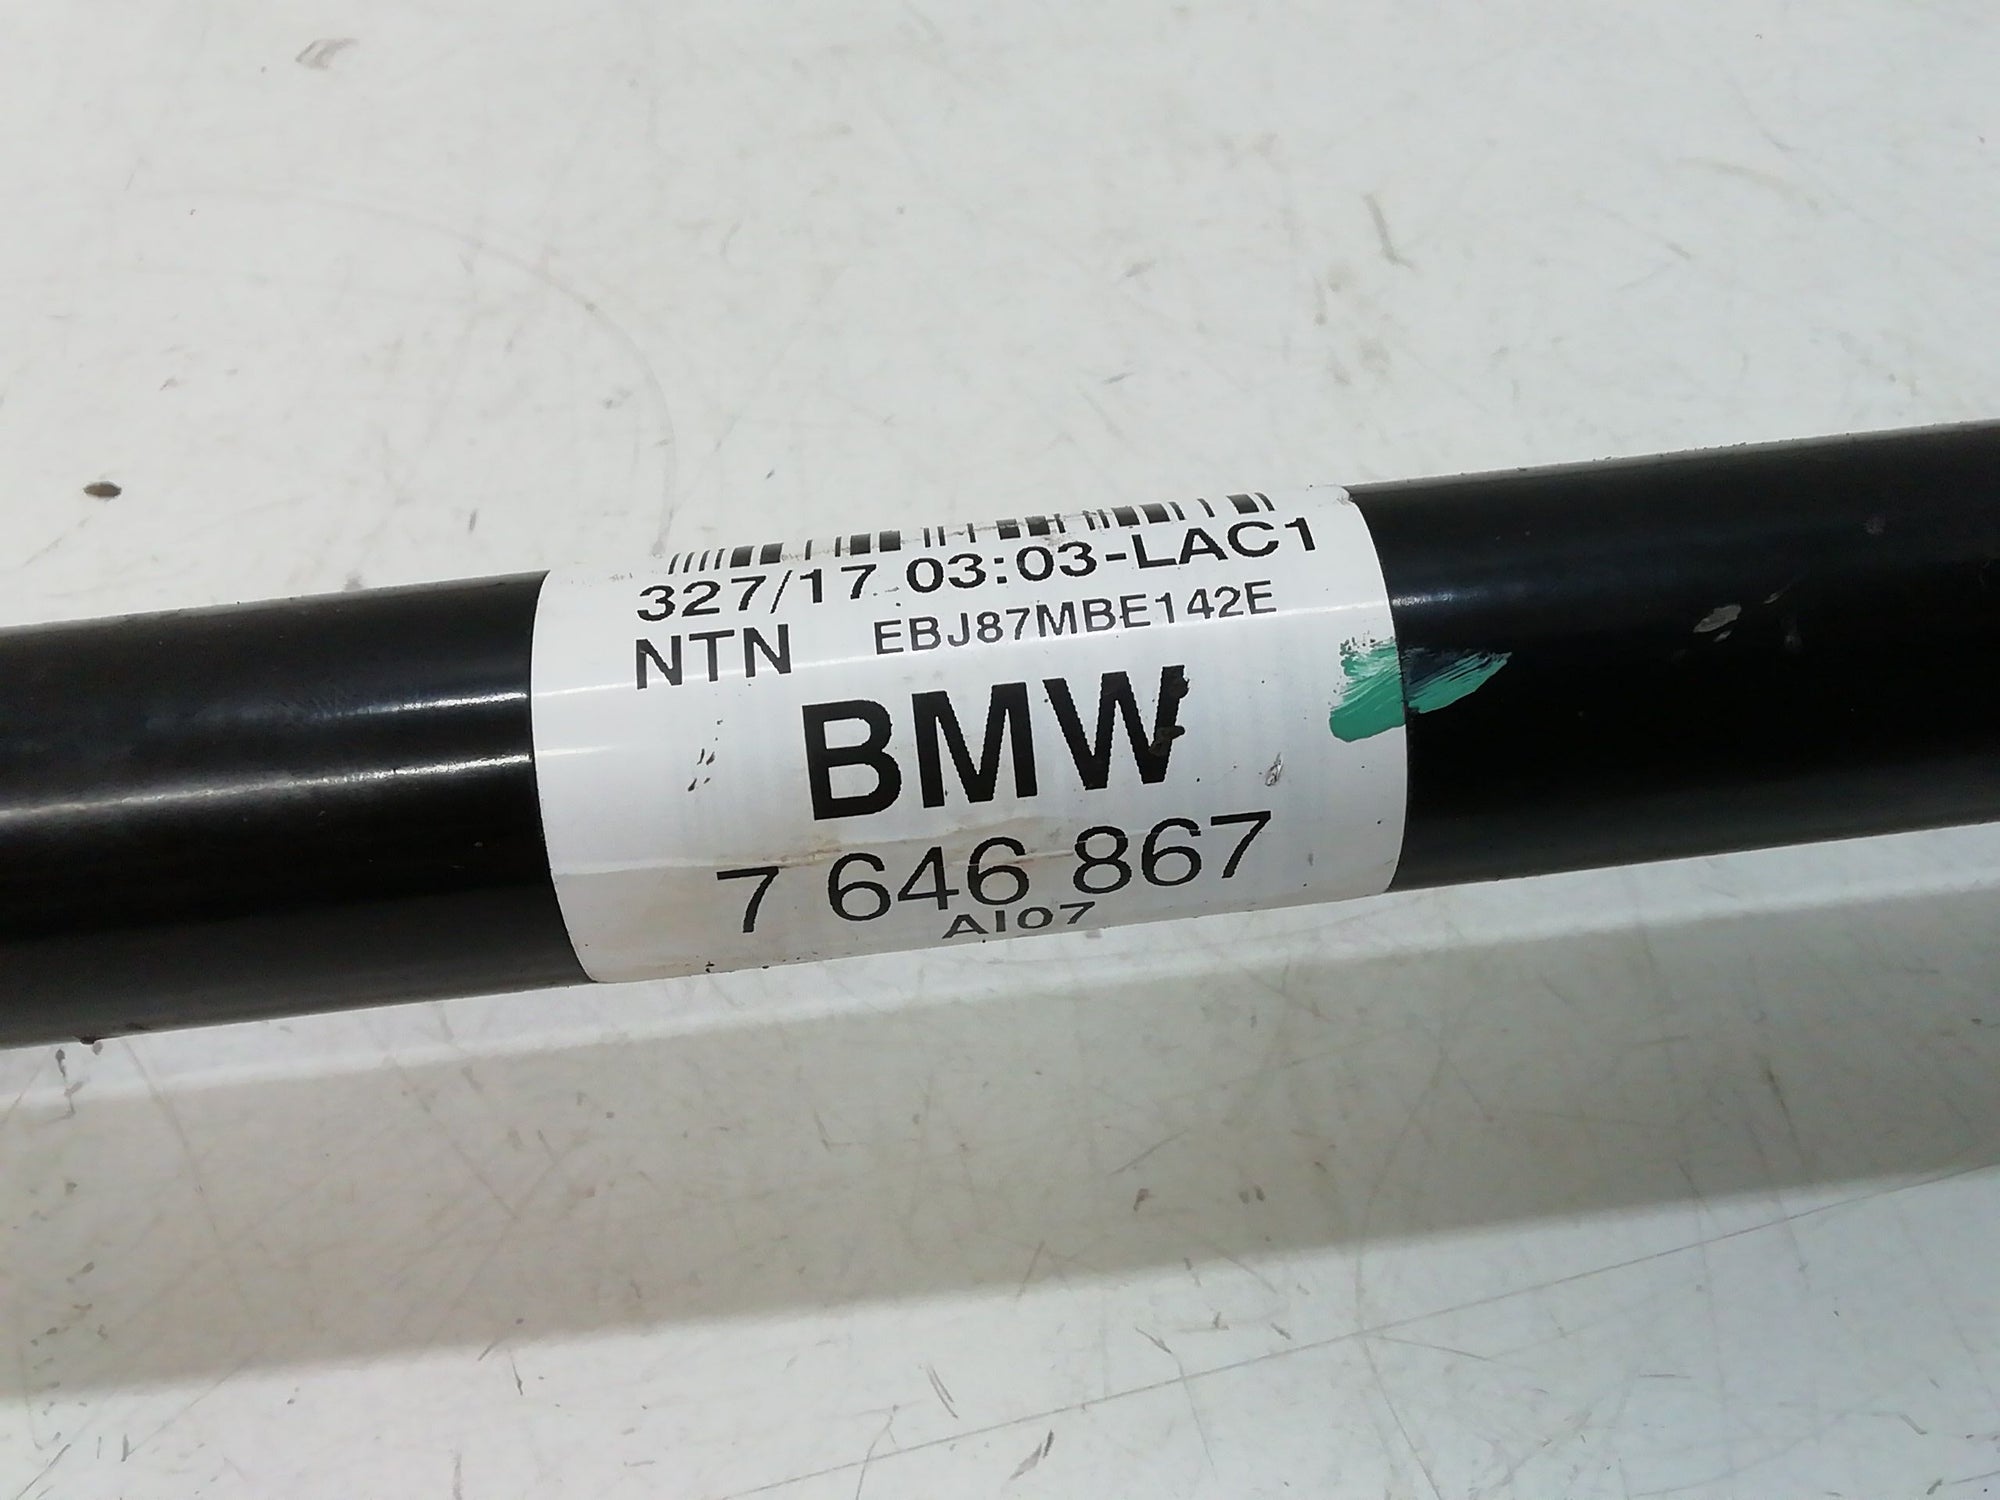 327/17 03:03-LAC1
NTN EBJ87MBE142E
BMW
7 646 867
AI07